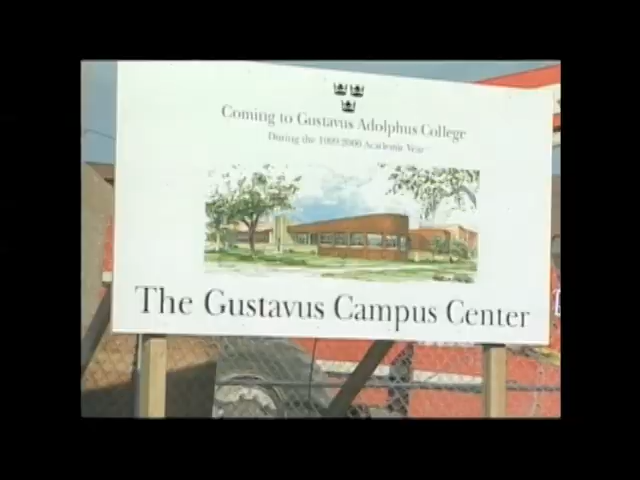 Coming to Gustavus Adolphus College
During the 1999-2000 Academic Year
The Gustavus Campus Center